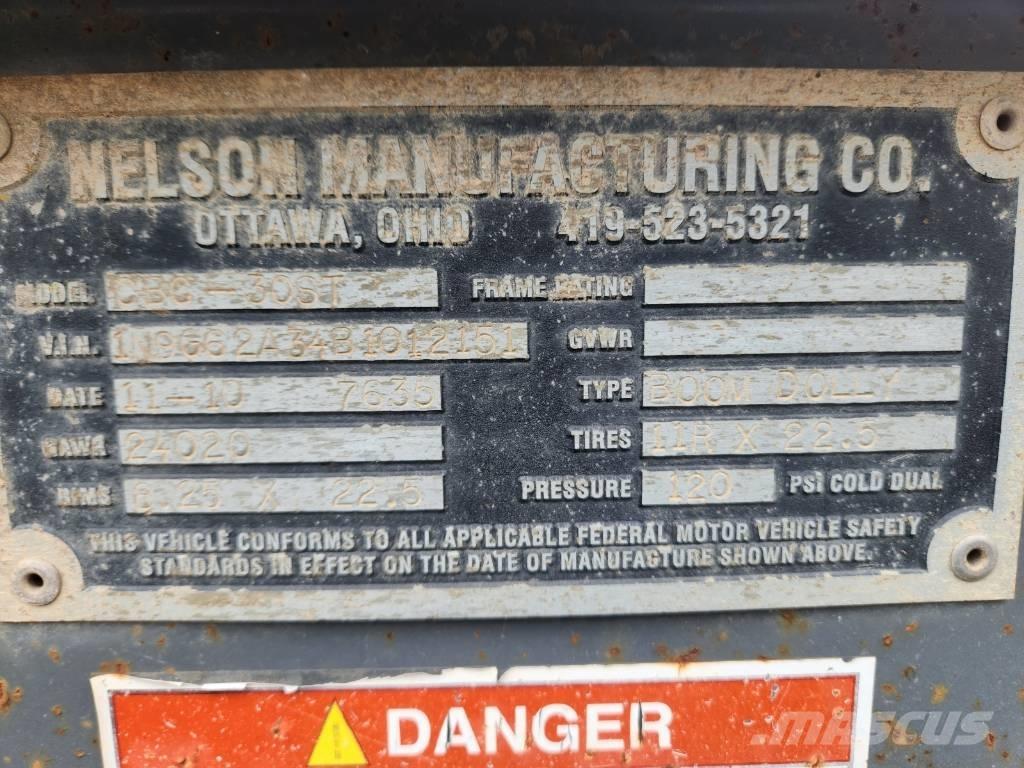 NELSON MANUFACTURING CO.
OTTAWA, OHIO 419-523-5321
MODEL CBC-30ST FRAME RATING
V.I.N. GVWR
DATE 11-10 7635 TYPE BOOM DOLLY
GAWR 24020 TIRES 11R X 22.5
RIMS 8.25 X 22.5 PRESSURE 120 PSI COLD DUAL
THIS VEHICLE CONFORMS TO ALL APPLICABLE FEDERAL MOTOR VEHICLE SAFETY
STANDARDS IN EFFECT ON THE DATE OF MANUFACTURE SHOWN ABOVE.
DANGER
MASCUS